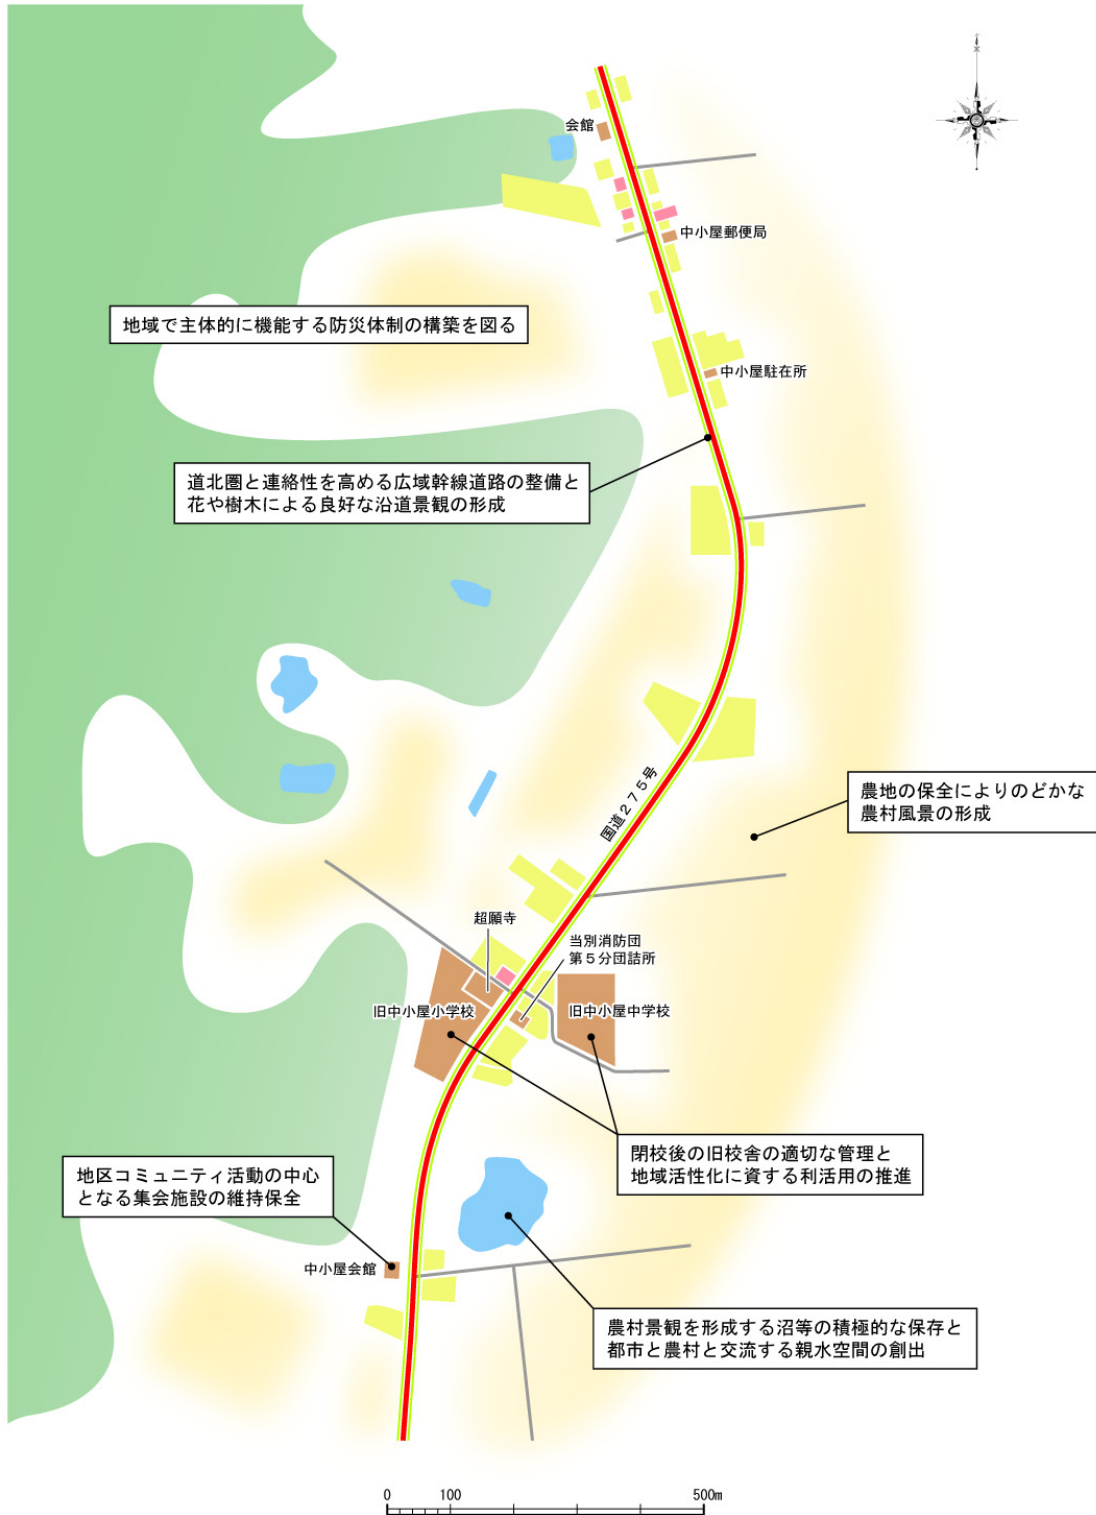 会館
中小屋郵便局
地域で主体的に機能する防災体制の構築を図る
中小屋駐在所
道北圏と連絡性を高める広域幹線道路の整備と
花や樹木による良好な沿道景観の形成
国道275号
農地の保全によりのどかな
農村風景の形成
超願寺
当別消防団
第5分団詰所
旧中小屋小学校
旧中小屋中学校
閉校後の旧校舎の適切な管理と
地域活性化に資する利活用の推進
地区コミュニティ活動の中心
となる集会施設の維持保全
中小屋会館
農村景観を形成する沼等の積極的な保存と
都市と農村と交流する親水空間の創出
0 100 500m